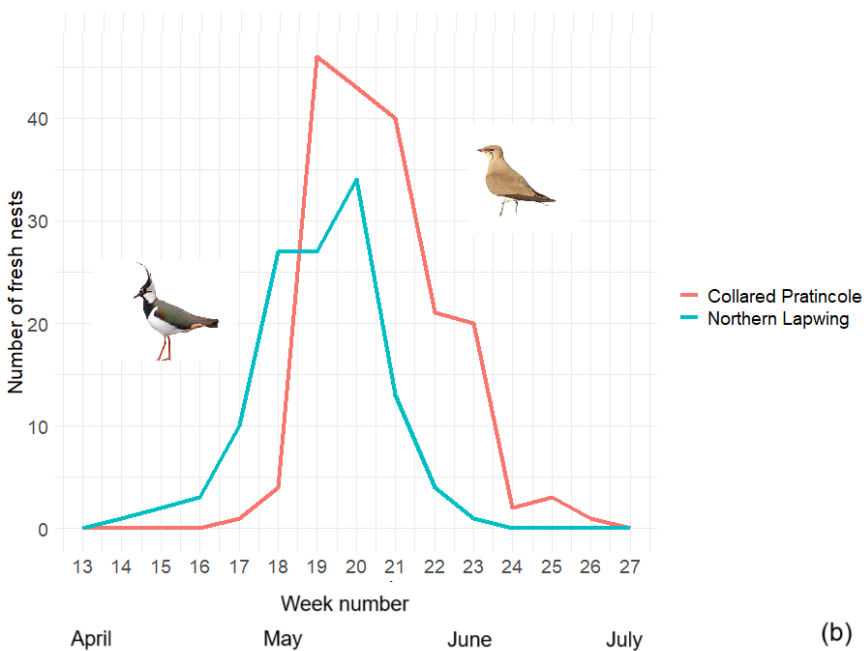 40
30
20
10
0
Number of fresh nests
13 14 15 16 17 18 19 20 21 22 23 24 25 26 27
Week number
April May June July
Collared Pratincole
Northern Lapwing
(b)